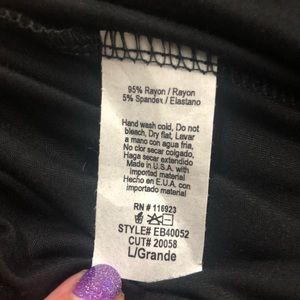 95% Rayon / Rayon
5% Spandex / Elastano
Hand wash cold, Do not
bleach, Dry flat, Levar
a mano con agua fria,
No clor secar colgado,
Haga secar extendido
Made in U.S.A. with
imported material
Hecho en E.U.A. con
importado material
RN # 116923
STYLE# EB40052
CUT# 20058
L/Grande